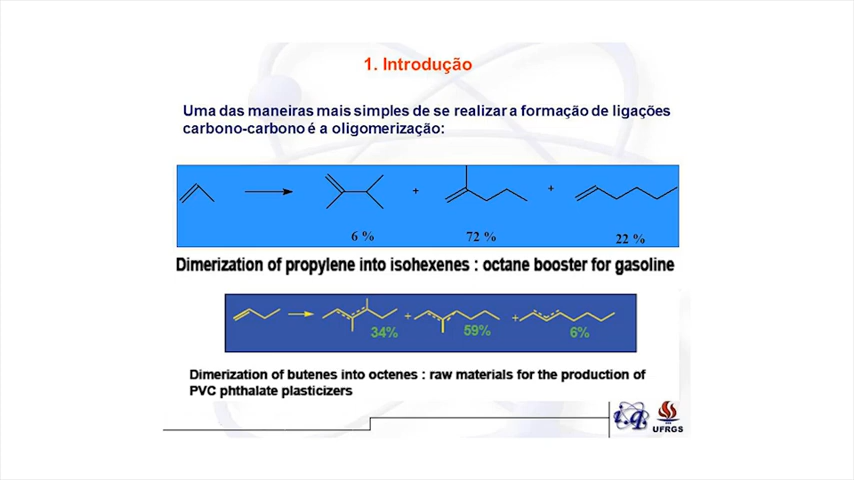 1. Introdução
Uma das maneiras mais simples de se realizar a formação de ligações
carbono-carbono é a oligomerização:
+ +
6 % 72 % 22 %
Dimerization of propylene into isohexenes : octane booster for gasoline
+ +
34% 59% 6%
Dimerization of butenes into octenes : raw materials for the production of
PVC phthalate plasticizers
i.q.
UFRGS